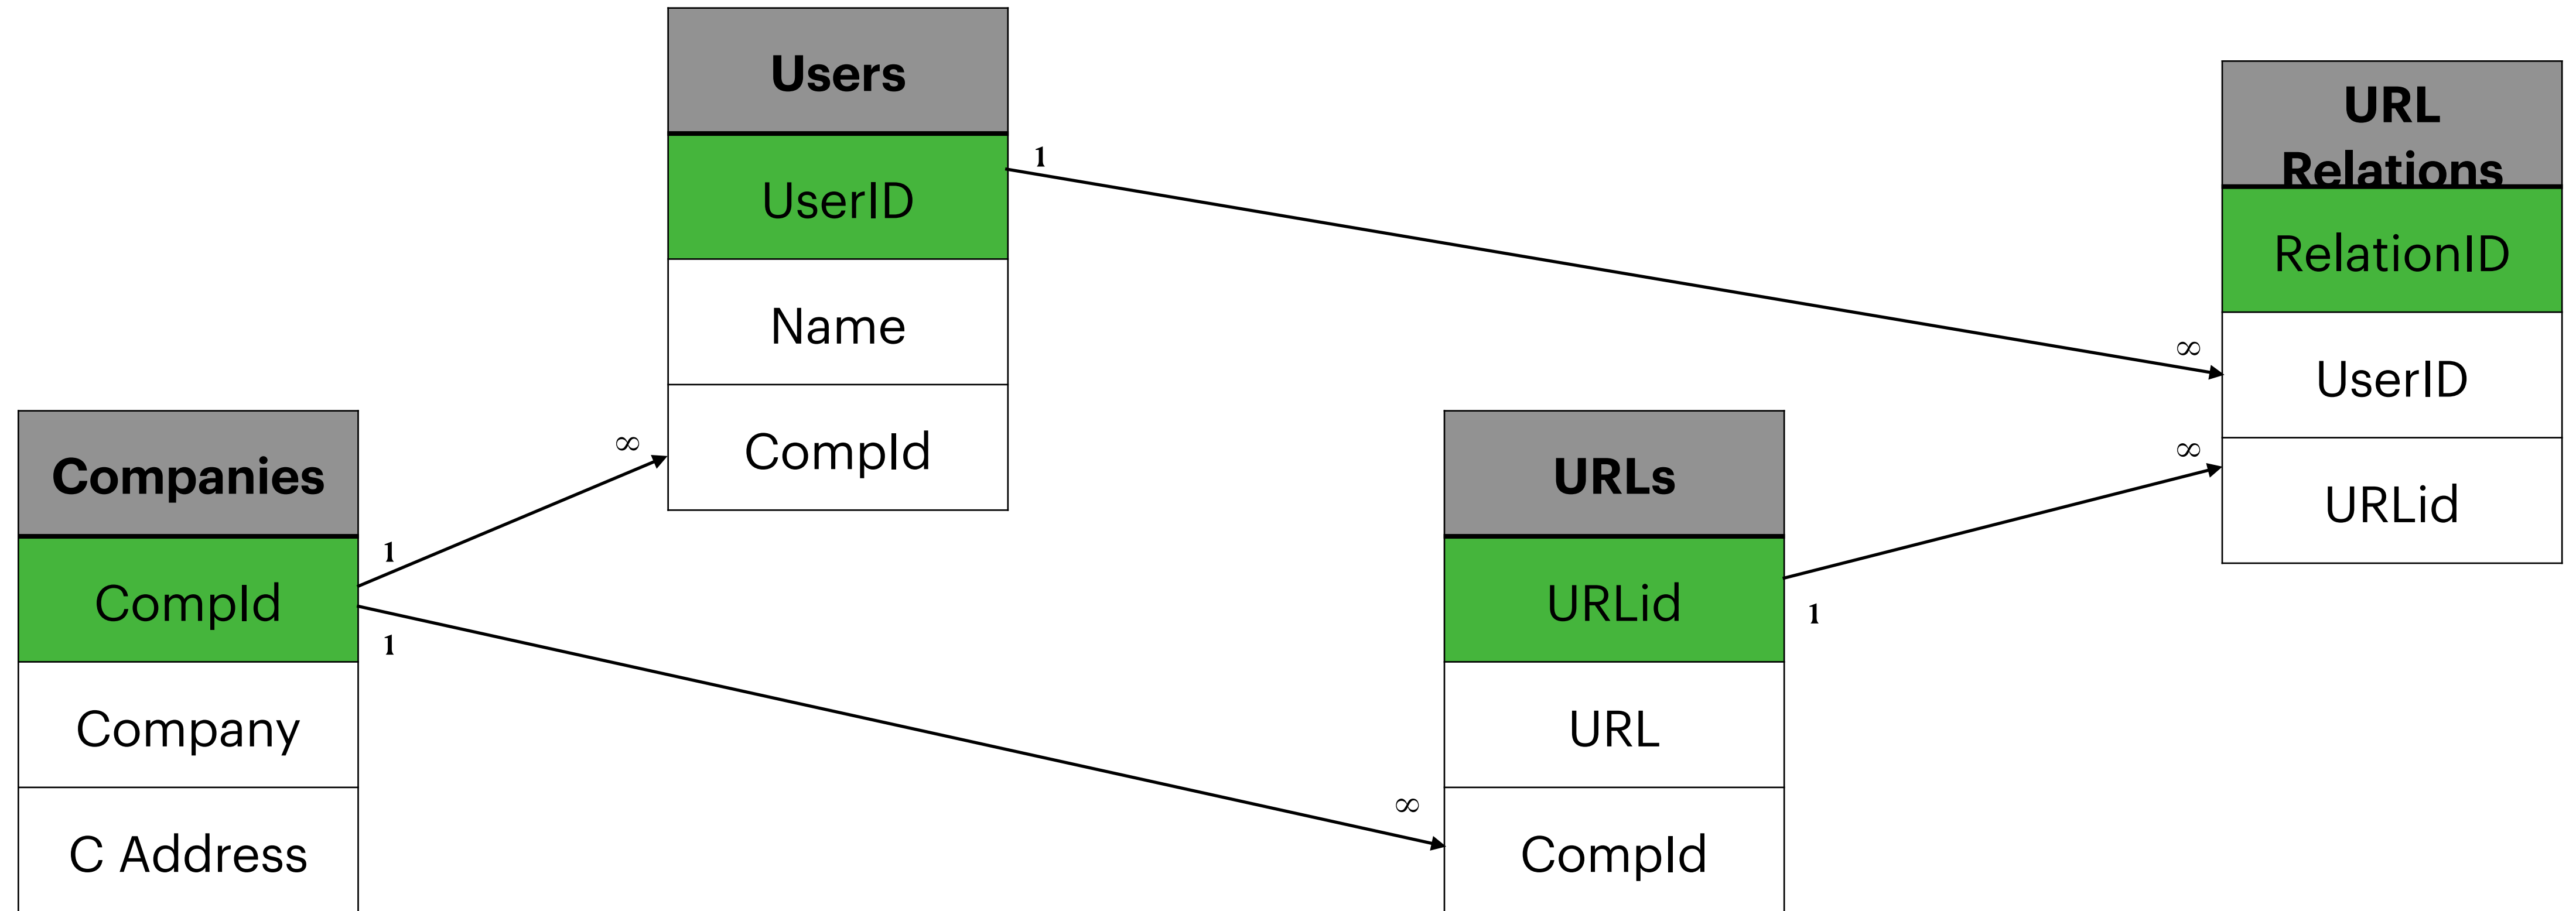 Users
UserID
Name
CompId
1
∞
URL
Relations
RelationID
UserID
URLid
∞
∞
Companies
CompId
Company
C Address
1
1
∞
URLs
URLid
URL
CompId
1
∞